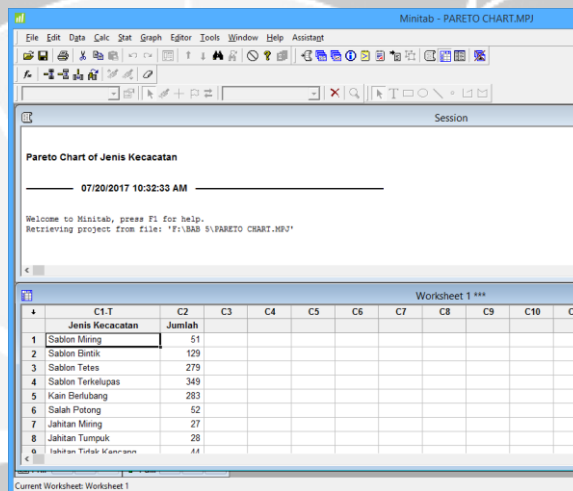 Minitab - PARETO CHART.MPJ
File Edit Data Calc Stat Graph Editor Tools Window Help Assistant
Session
Pareto Chart of Jenis Kecacatan
07/20/2017 10:32:33 AM
Welcome to Minitab, press F1 for help.
Retrieving project from file: 'F:\BAB 5\PARETO CHART.MPJ'
Worksheet 1 ***
C1-T C2 C3 C4 C5 C6 C7 C8 C9 C10
Jenis Kecacatan Jumlah
1 Sablon Miring 51
2 Sablon Bintik 129
3 Sablon Tetes 279
4 Sablon Terkelupas 349
5 Kain Berlubang 283
6 Salah Potong 52
7 Jahitan Miring 27
8 Jahitan Tumpuk 28
9 Jahitan Tidak Kencang 44
Current Worksheet: Worksheet 1